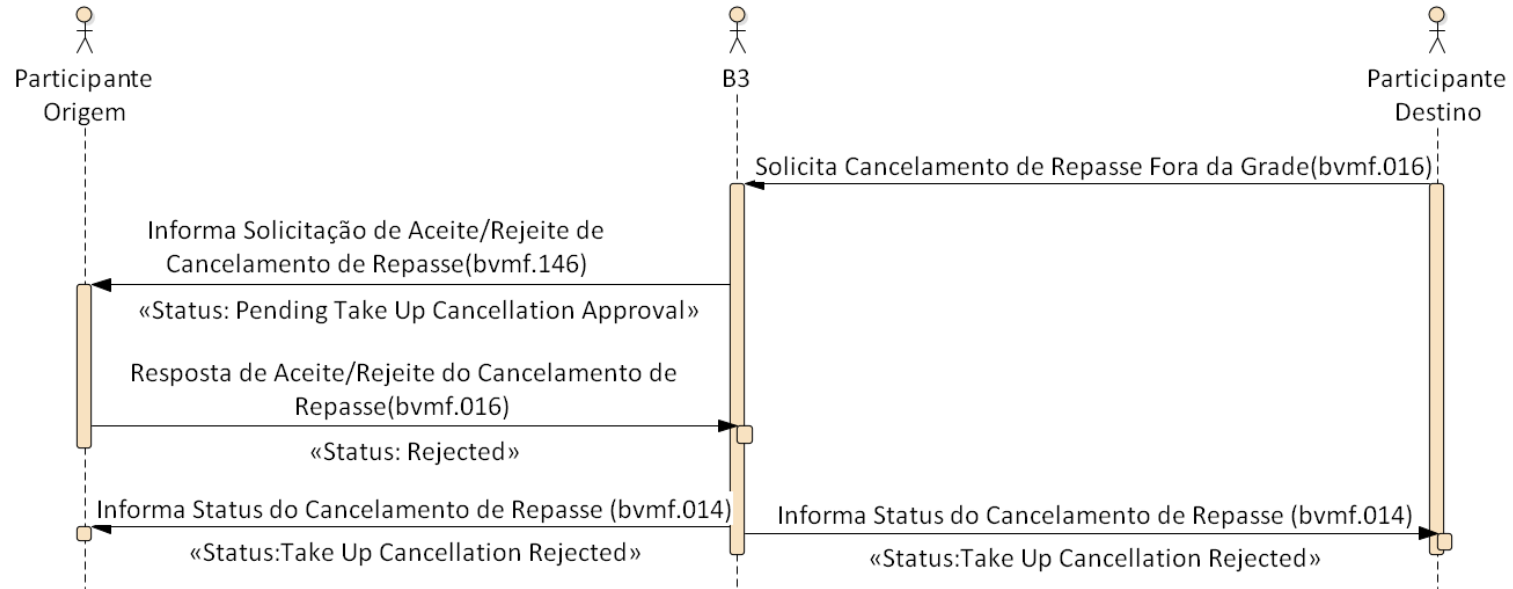 Participante
Origem
B3
Participante
Destino
Solicita Cancelamento de Repasse Fora da Grade(bvmf.016)
Informa Solicitação de Aceite/Rejeite de
Cancelamento de Repasse(bvmf.146)
«Status: Pending Take Up Cancellation Approval»
Resposta de Aceite/Rejeite do Cancelamento de
Repasse(bvmf.016)
«Status: Rejected»
Informa Status do Cancelamento de Repasse (bvmf.014)
«Status:Take Up Cancellation Rejected»
Informa Status do Cancelamento de Repasse (bvmf.014)
«Status:Take Up Cancellation Rejected»